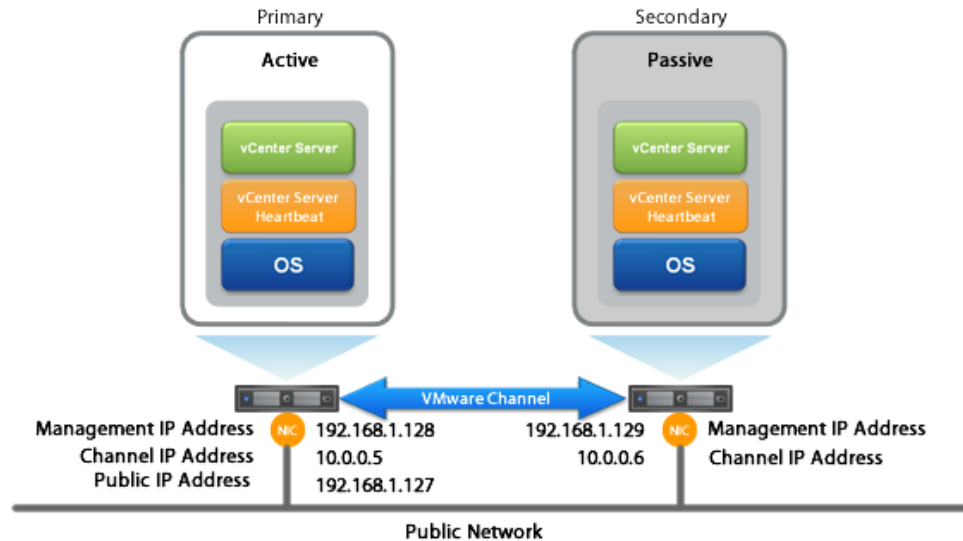 Primary
Secondary
Active
Passive
vCenter Server
vCenter Server
Heartbeat
OS
vCenter Server
vCenter Server
Heartbeat
OS
VMware Channel
Management IP Address NIC 192.168.1.128
Channel IP Address 10.0.0.5
Public IP Address 192.168.1.127
192.168.1.129 NIC Management IP Address
10.0.0.6 Channel IP Address
Public Network